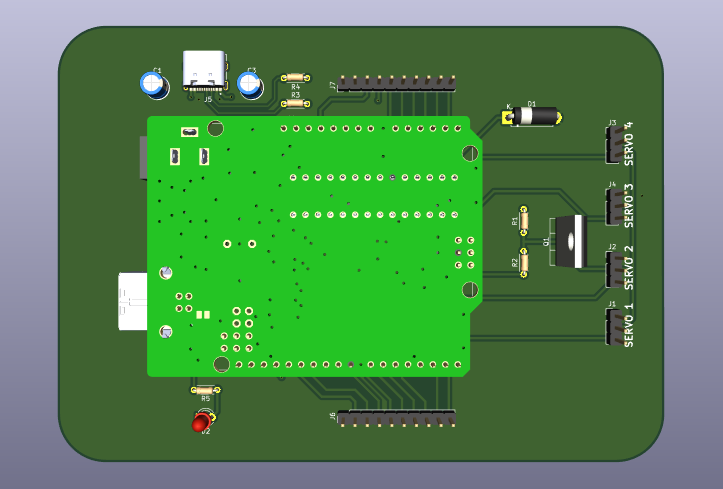 C1
C3
J5
R4
R3
J7
K
D1
J3
SERVO 4
J4
SERVO 3
R1
Q1
R2
J2
SERVO 2
J1
SERVO 1
R5
D2
J6